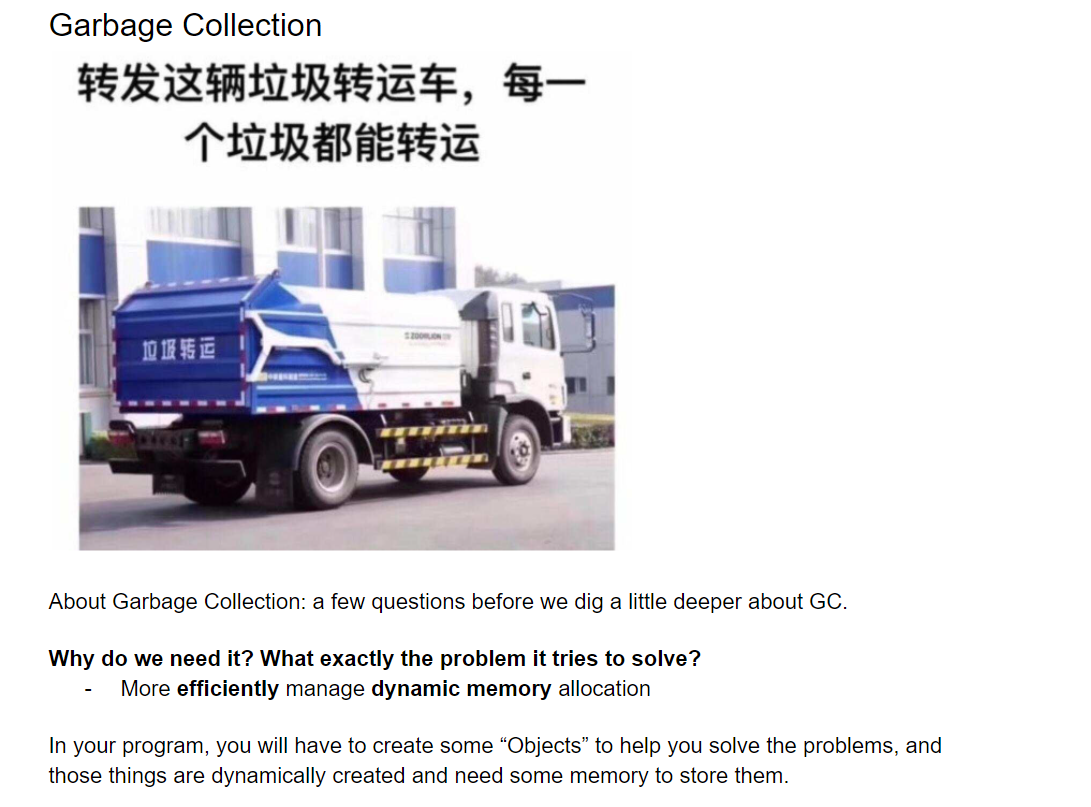 Garbage Collection
转发这辆垃圾转运车，每一
个垃圾都能转运
垃圾转运
ZOOMLION
About Garbage Collection: a few questions before we dig a little deeper about GC.
Why do we need it? What exactly the problem it tries to solve?
- More efficiently manage dynamic memory allocation
In your program, you will have to create some “Objects” to help you solve the problems, and
those things are dynamically created and need some memory to store them.